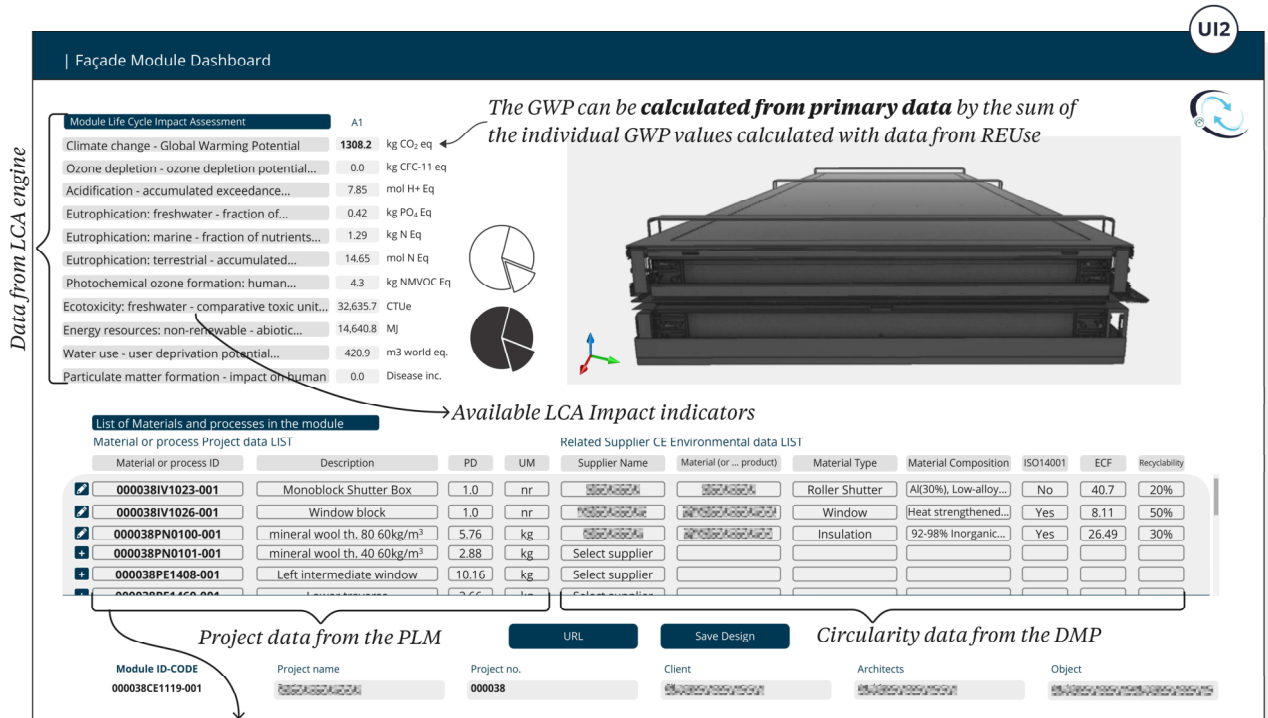 UI2
| Façade Module Dashboard
The GWP can be calculated from primary data by the sum of
the individual GWP values calculated with data from REUse
Data from LCA engine
Module Life Cycle Impact Assessment A1
Climate change - Global Warming Potential 1308.2 kg CO₂ eq
Ozone depletion - ozone depletion potential... 0.0 kg CFC-11 eq
Acidification - accumulated exceedance... 7.85 mol H+ Eq
Eutrophication: freshwater - fraction of... 0.42 kg PO₄ Eq
Eutrophication: marine - fraction of nutrients... 1.29 kg N Eq
Eutrophication: terrestrial - accumulated... 14.65 mol N Eq
Photochemical ozone formation: human... 4.3 kg NMVOC Eq
Ecotoxicity: freshwater - comparative toxic unit... 32,635.7 CTUe
Energy resources: non-renewable - abiotic... 14,640.8 MJ
Water use - user deprivation potential... 420.9 m3 world eq.
Particulate matter formation - impact on human 0.0 Disease inc.
Available LCA Impact indicators
List of Materials and processes in the module
Material or process Project data LIST Related Supplier CE Environmental data LIST
Material or process ID Description PD UM Supplier Name Material (or ... product) Material Type Material Composition ISO14001 ECF Recyclability
000038IV1023-001 Monoblock Shutter Box 1.0 nr Roller Shutter Al(30%), Low-alloy... No 40.7 20%
000038IV1026-001 Window block 1.0 nr Window Heat strengthened... Yes 8.11 50%
000038PN0100-001 mineral wool th. 80 60kg/m³ 5.76 kg Insulation 92-98% Inorganic... Yes 26.49 30%
000038PN0101-001 mineral wool th. 40 60kg/m³ 2.88 kg Select supplier
000038PE1408-001 Left intermediate window 10.16 kg Select supplier
000038PE1460-001 Lower traverse 3.66 kg Select supplier
Project data from the PLM URL Save Design Circularity data from the DMP
Module ID-CODE Project name Project no. Client Architects Object
000038CE1119-001 000038